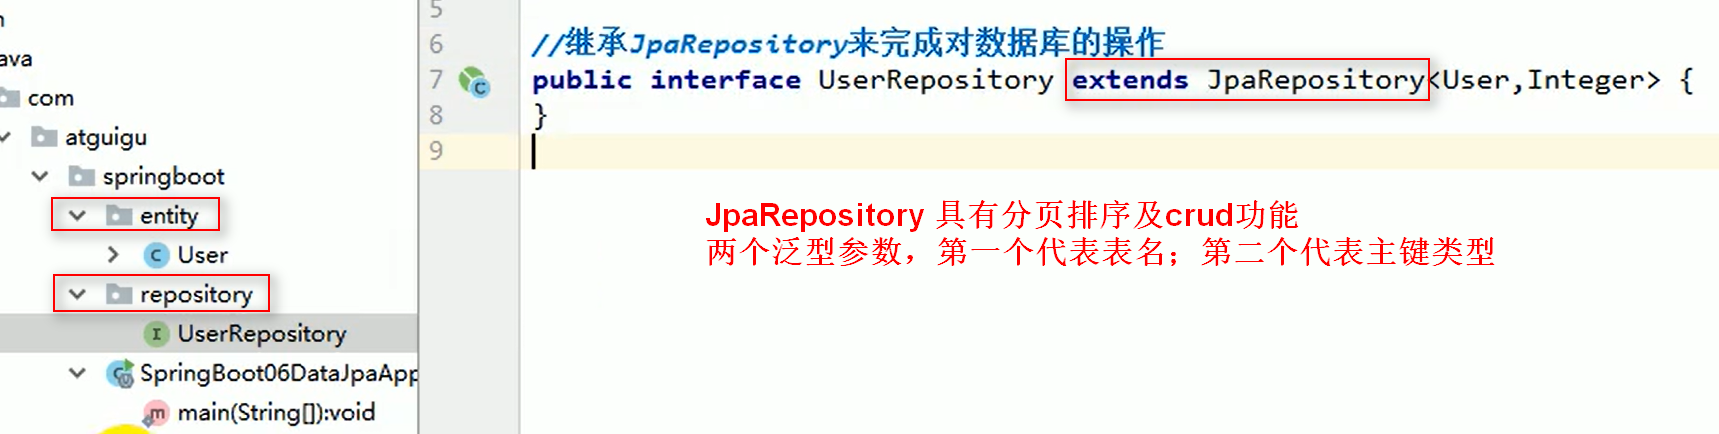 ava
com
atguigu
springboot
entity
User
repository
UserRepository
SpringBoot06DataJpaApp
main(String[]):void
5
6 //继承JpaRepository来完成对数据库的操作
7 public interface UserRepository extends JpaRepository<User,Integer> {
8 }
9
JpaRepository 具有分页排序及crud功能
两个泛型参数，第一个代表表名；第二个代表主键类型